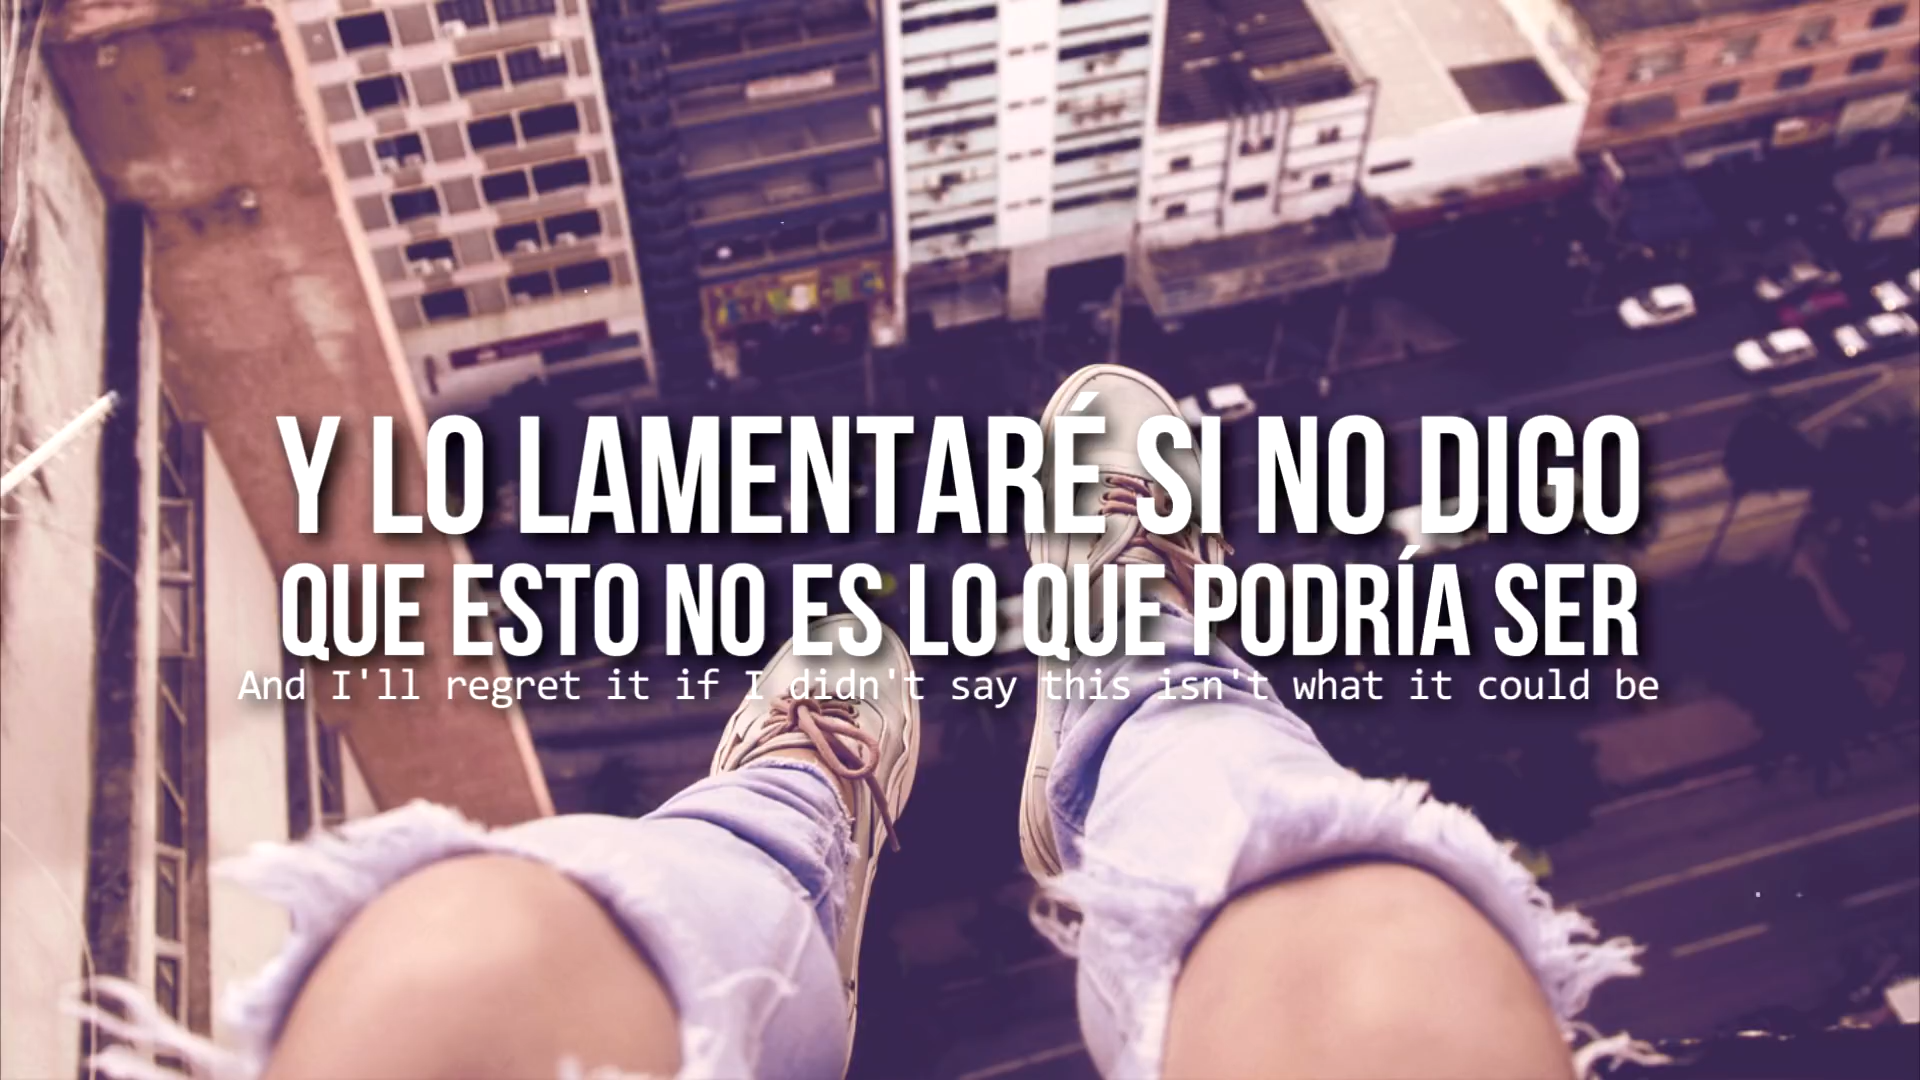 Y LO LAMENTARÉ SI NO DIGO
QUE ESTO NO ES LO QUE PODRÍA SER
And I'll regret it if I didn't say this isn't what it could be